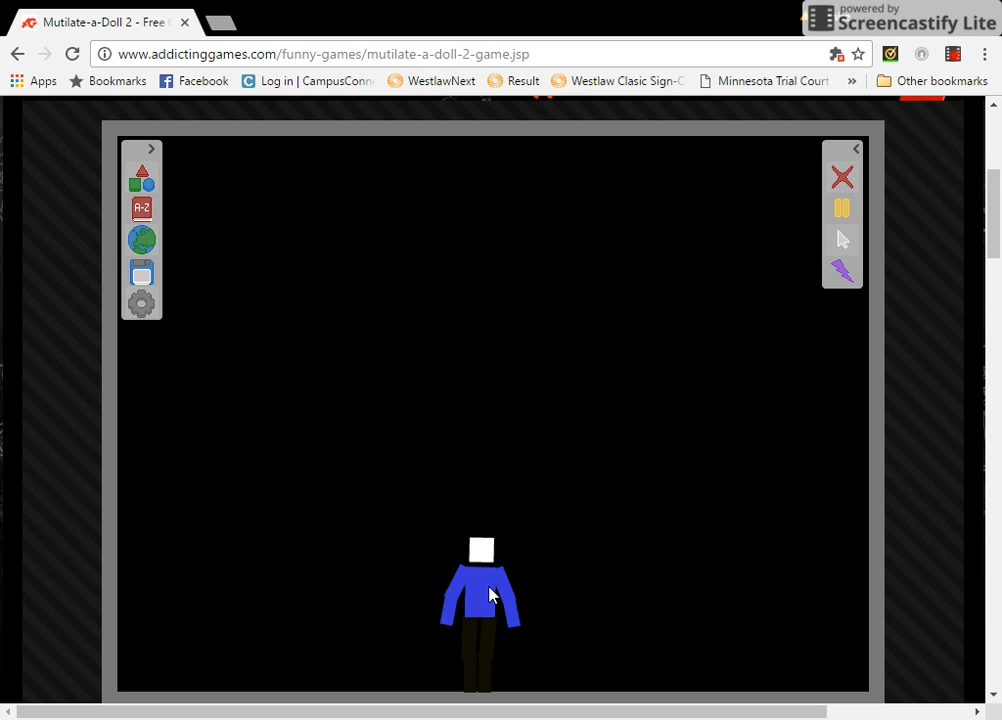 powered by
Screencastify Lite
Mutilate-a-Doll 2 - Free
www.addictinggames.com/funny-games/mutilate-a-doll-2-game.jsp
Apps Bookmarks Facebook Log in | CampusConn WestlawNext Result Westlaw Clasic Sign- Minnesota Trial Court » Other bookmarks
A-Z